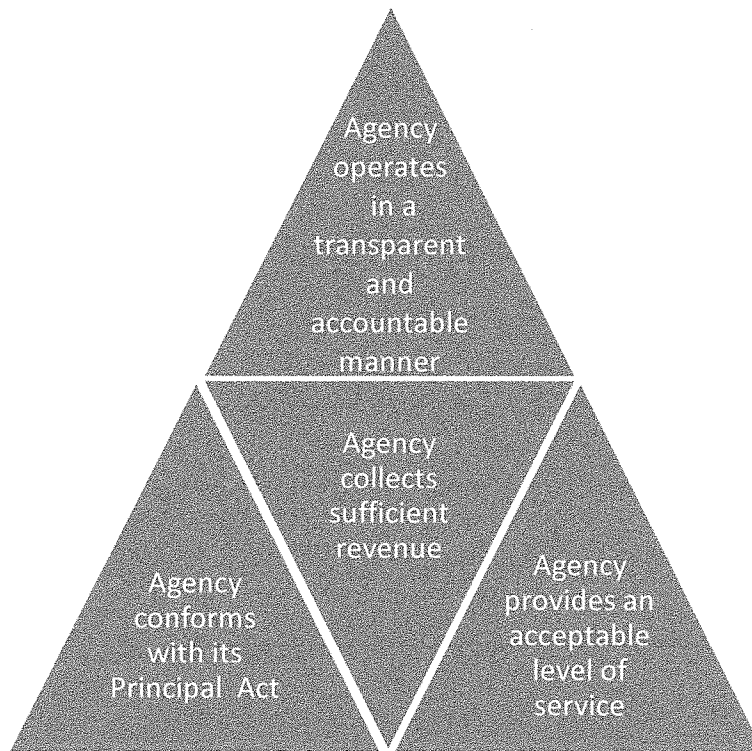 Agency
operates
in a
transparent
and
accountable
manner
Agency
collects
sufficient
revenue
Agency
conforms
with its
Principal Act
Agency
provides an
acceptable
level of
service